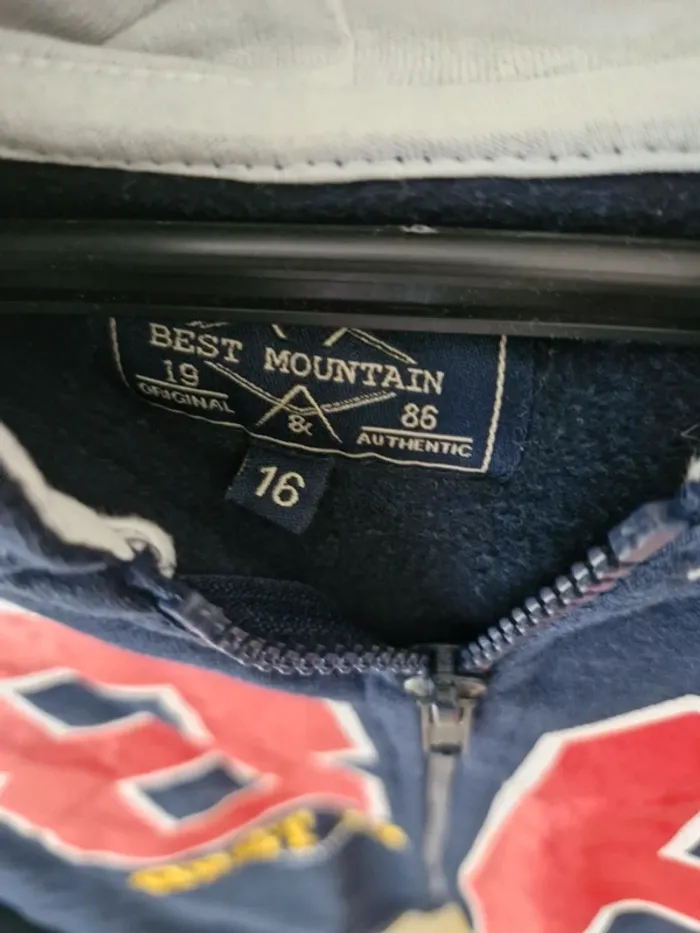 BEST MOUNTAIN
19 86
ORIGINAL & AUTHENTIC
16